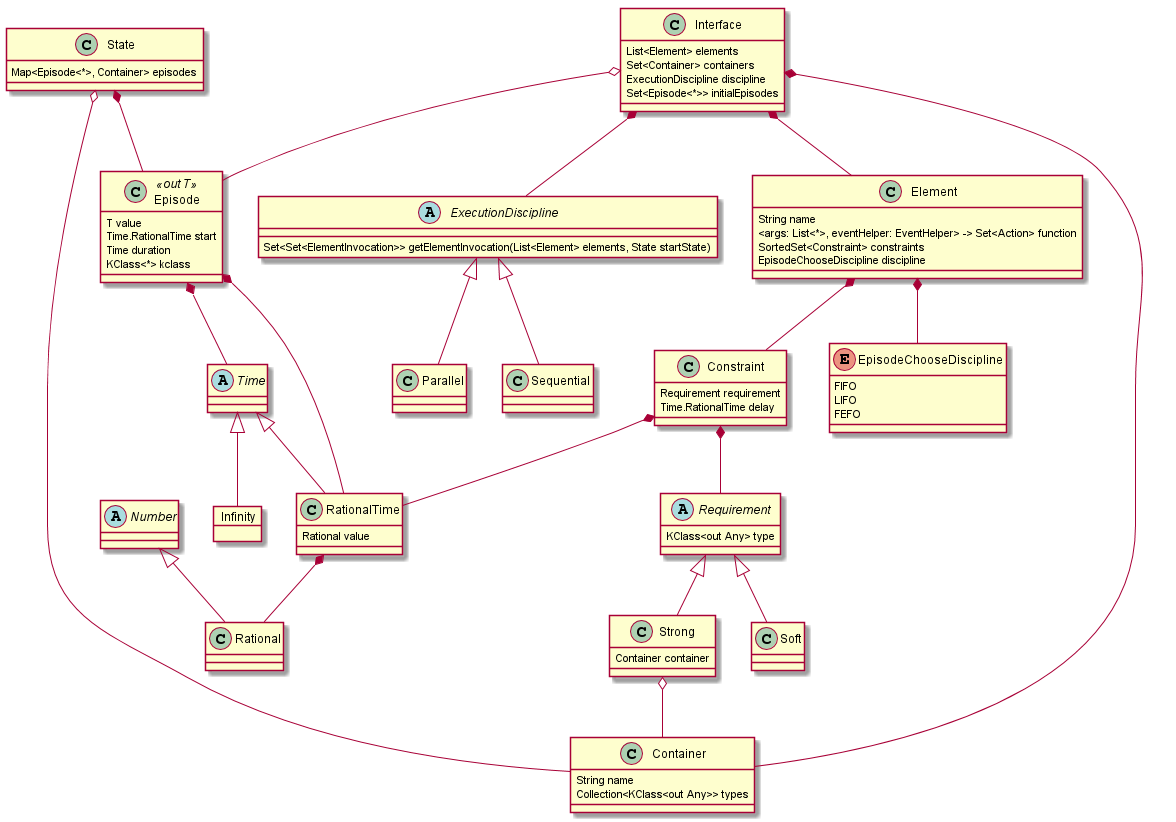 C State
Map<Episode<*>, Container> episodes
C Interface
List<Element> elements
Set<Container> containers
ExecutionDiscipline discipline
Set<Episode<*>> initialEpisodes
C «out T»
Episode
T value
Time.RationalTime start
Time duration
KClass<*> kclass
A ExecutionDiscipline
Set<Set<ElementInvocation>> getElementInvocation(List<Element> elements, State startState)
C Element
String name
<args: List<*>, eventHelper: EventHelper> -> Set<Action> function
SortedSet<Constraint> constraints
EpisodeChooseDiscipline discipline
A Time
C Parallel
C Sequential
C Constraint
Requirement requirement
Time.RationalTime delay
E EpisodeChooseDiscipline
FIFO
LIFO
FEFO
A Number
Infinity
C RationalTime
Rational value
A Requirement
KClass<out Any> type
C Rational
C Strong
Container container
C Soft
C Container
String name
Collection<KClass<out Any>> types